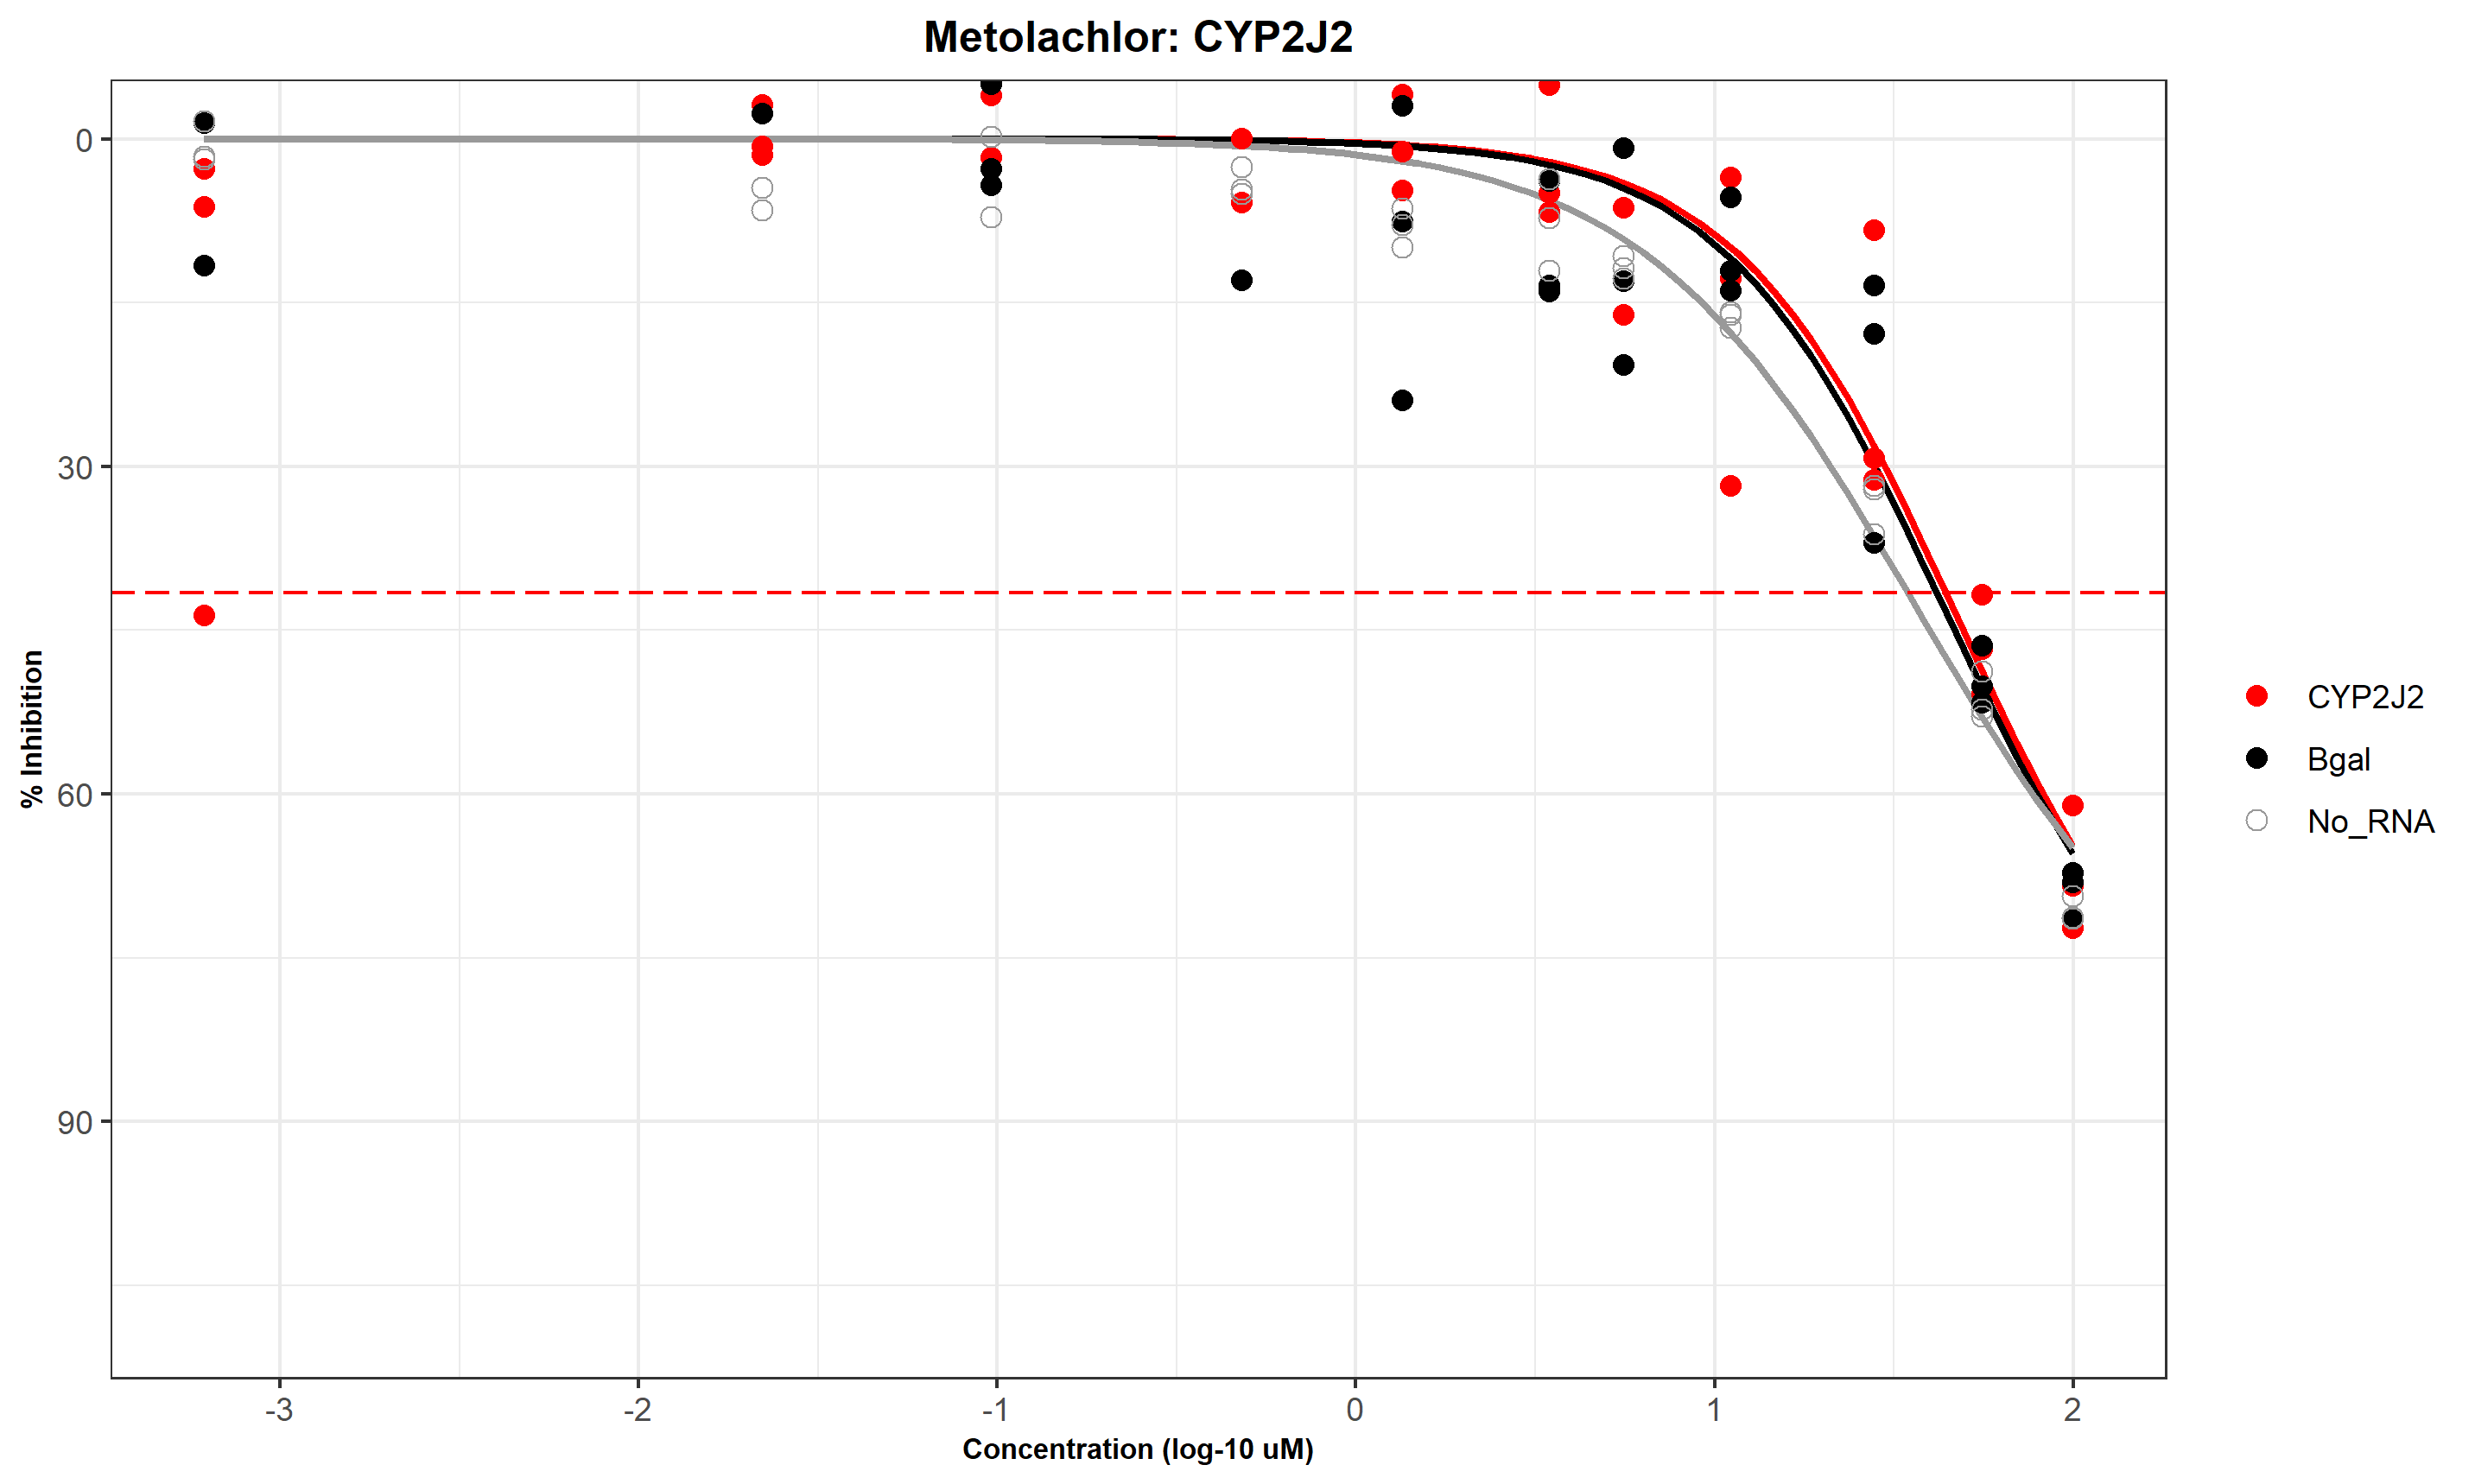 Metolachlor: CYP2J2
% Inhibition
0
30
60
90
-3
-2
-1
0
1
2
Concentration (log-10 uM)
CYP2J2
Bgal
No_RNA